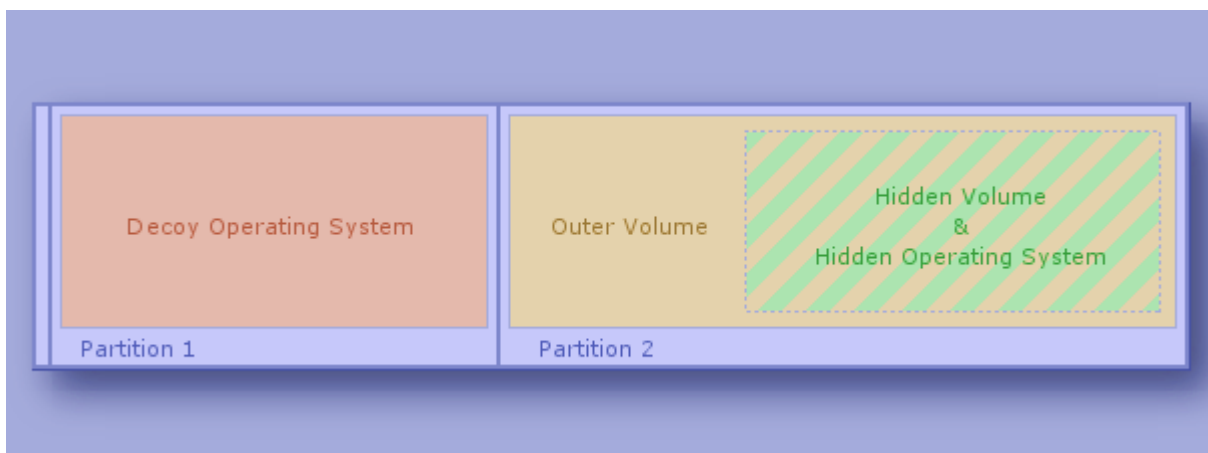 Decoy Operating System
Outer Volume
Hidden Volume
&
Hidden Operating System
Partition 1
Partition 2